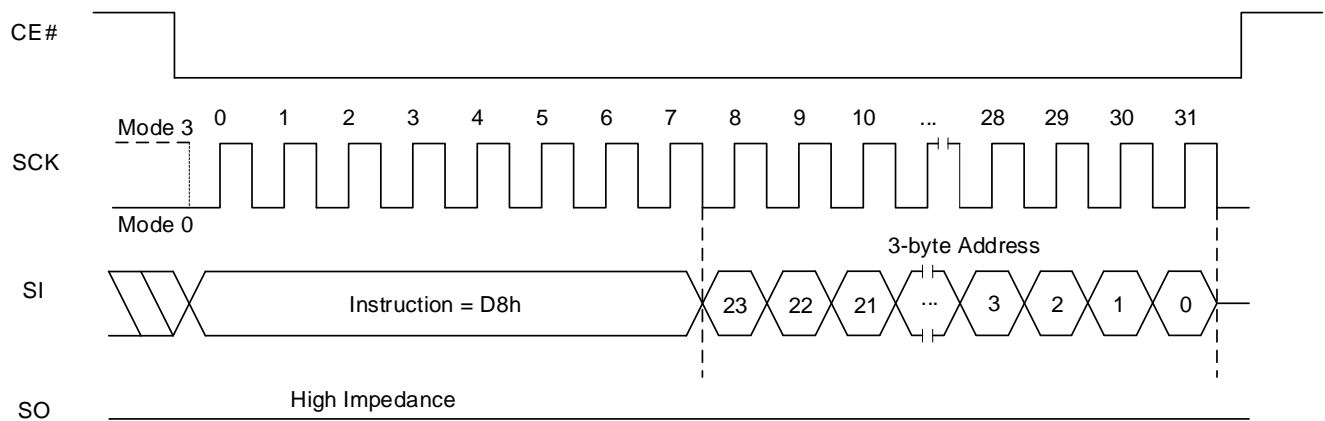 CE#
0 1 2 3 4 5 6 7 8 9 10 ... 28 29 30 31
Mode 3
SCK
Mode 0
3-byte Address
SI
Instruction = D8h
23 22 21 ... 3 2 1 0
High Impedance
SO